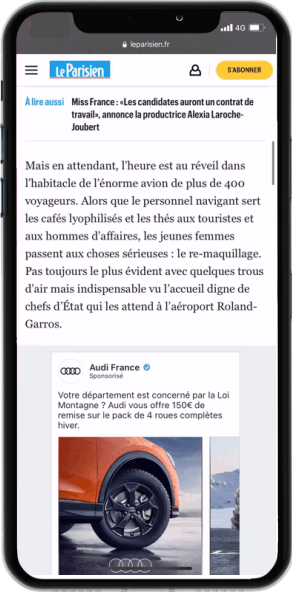 4G
leparisien.fr
Le Parisien
S'ABONNER
À lire aussi Miss France : «Les candidates auront un contrat de
travail», annonce la productrice Alexia Laroche-
Joubert
Mais en attendant, l'heure est au réveil dans
l'habitacle de l'énorme avion de plus de 400
voyageurs. Alors que le personnel navigant sert
les cafés lyophilisés et les thés aux touristes et
aux hommes d'affaires, les jeunes femmes
passent aux choses sérieuses : le re-maquillage.
Pas toujours le plus évident avec quelques trous
d'air mais indispensable vu l'accueil digne de
chefs d'État qui les attend à l'aéroport Roland-
Garros.
Audi France
Sponsorisé
Votre département est concerné par la Loi
Montagne ? Audi vous offre 150€ de
remise sur le pack de 4 roues complètes
hiver.